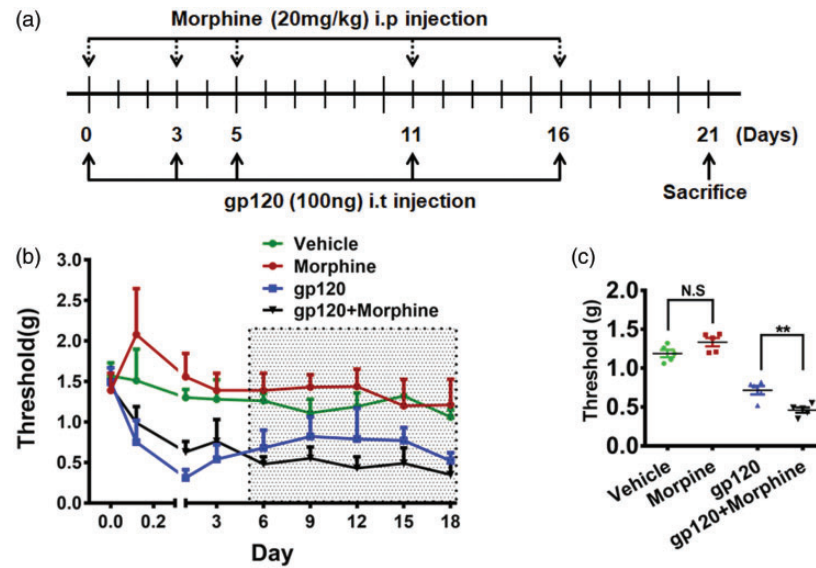 (a)
Morphine (20mg/kg) i.p injection
0 3 5 11 16 21 (Days)
gp120 (100ng) i.t injection
Sacrifice
(b)
Vehicle
Morphine
gp120
gp120+Morphine
Threshold(g)
3.0
2.5
2.0
1.5
1.0
0.5
0.0
0.0 0.2 3 6 9 12 15 18
Day
(c)
Threshold (g)
2.0
1.5
1.0
0.5
0.0
N.S
**
Vehicle
Morpine
gp120
gp120+Morphine